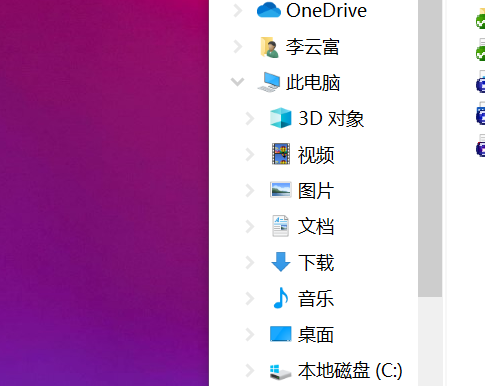 OneDrive
李云富
此电脑
3D 对象
视频
图片
文档
下载
音乐
桌面
本地磁盘 (C:)